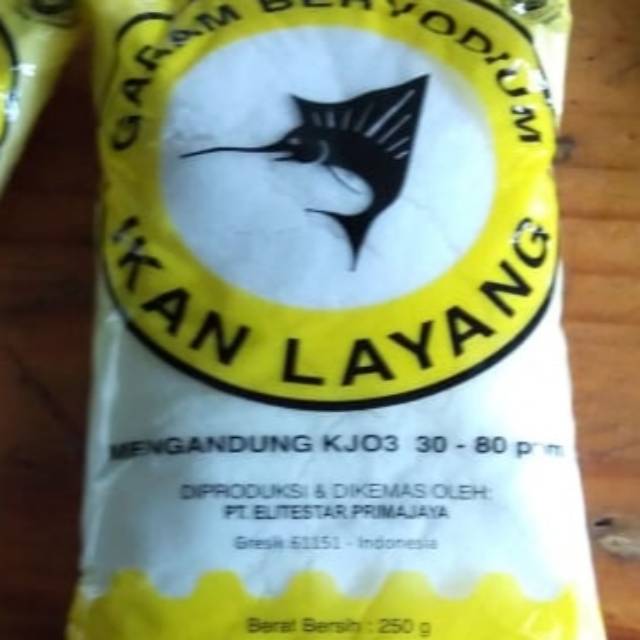 GARAM BERYODIUM
IKAN LAYANG
MENGANDUNG KJO3 30 - 80 ppm
DIPRODUKSI & DIKEMAS OLEH:
PT. ELITESTAR PRIMAJAYA
Gresik 61151 - Indonesia
Berat Bersih : 250 g